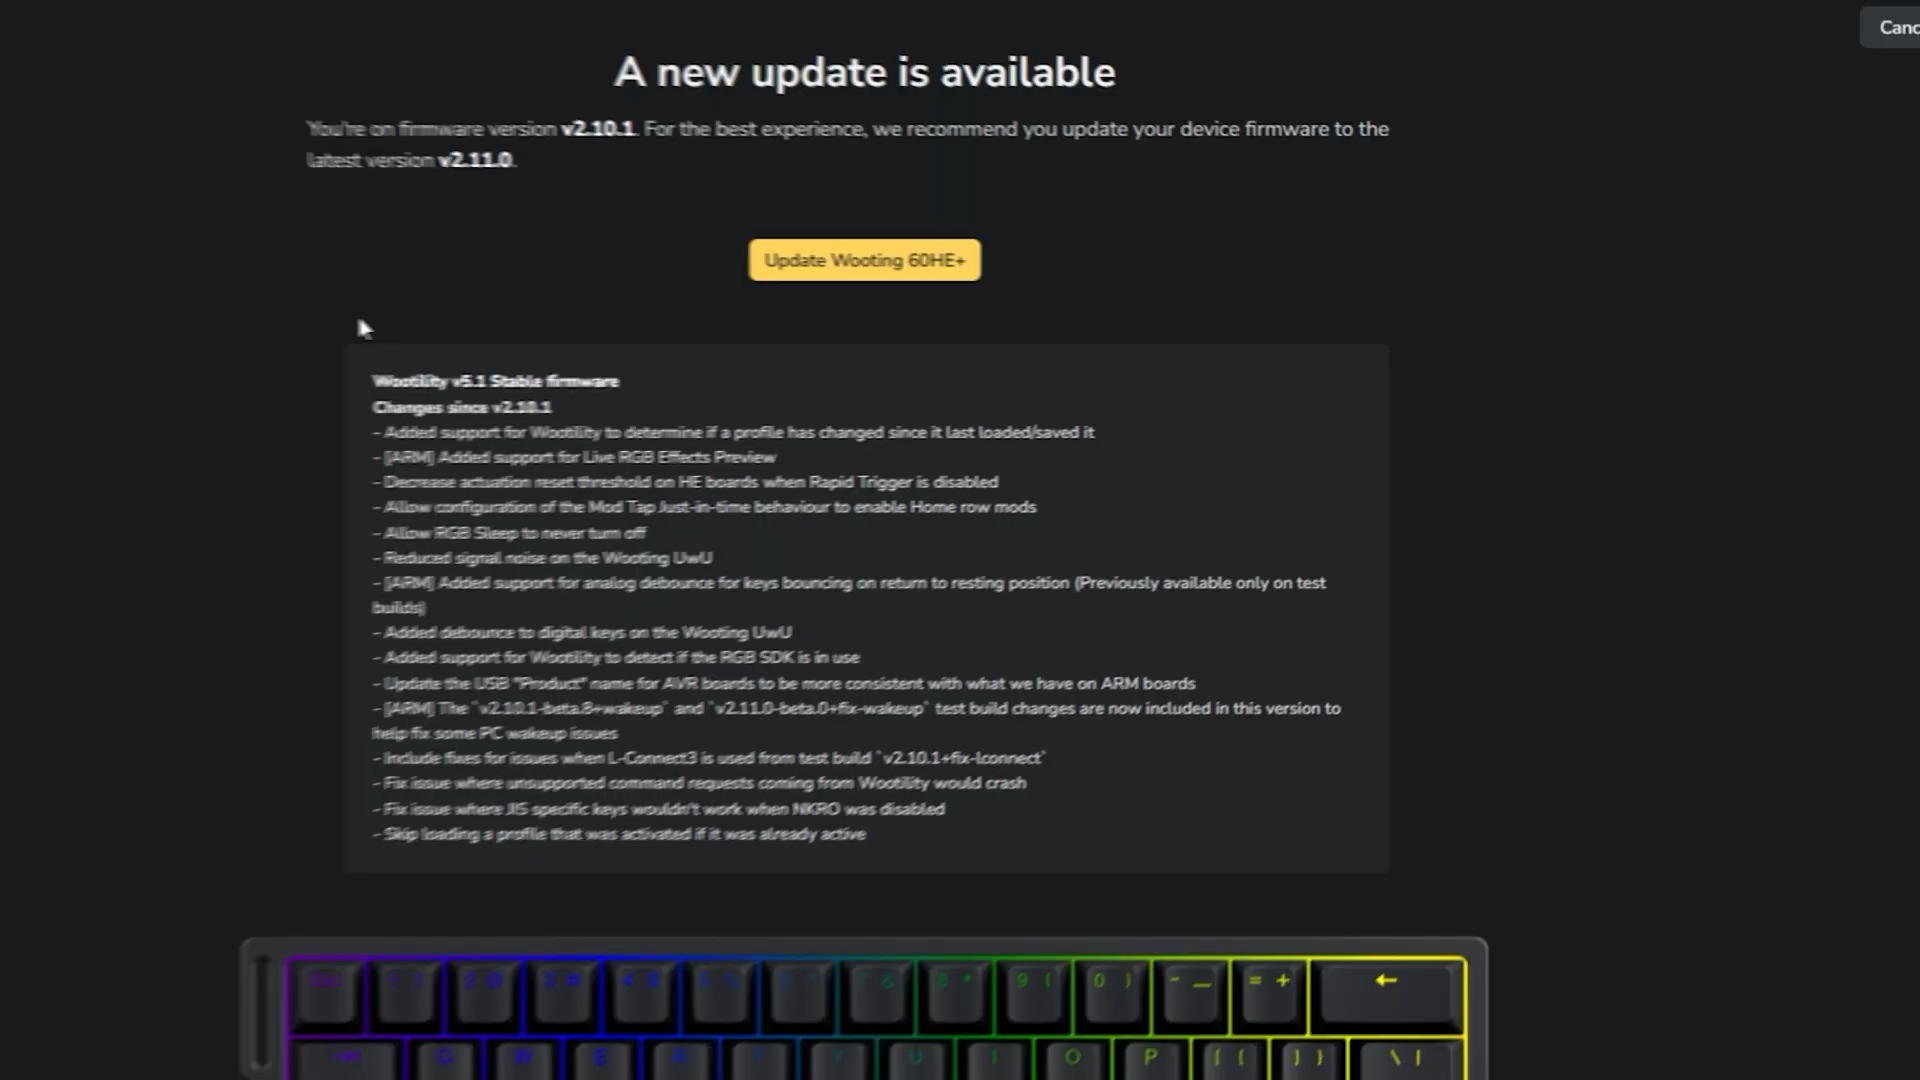 Canc
A new update is available
You're on firmware version v2.10.1. For the best experience, we recommend you update your device firmware to the
latest version v2.11.0.
Update Wooting 60HE+
Wootility v5.1 Stable firmware
Changes since v2.10.1
- Added support for Wootility to determine if a profile has changed since it last loaded/saved it
- [ARM] Added support for Live RGB Effects Preview
- Decrease actuation reset threshold on HE boards when Rapid Trigger is disabled
- Allow configuration of the Mod Tap Just-in-time behaviour to enable Home row mods
- Allow RGB Sleep to never turn off
- Reduced signal noise on the Wooting UwU
- [ARM] Added support for analog debounce for keys bouncing on return to resting position (Previously available only on test
builds)
- Added debounce to digital keys on the Wooting UwU
- Added support for Wootility to detect if the RGB SDK is in use
- Update the USB "Product" name for AVR boards to be more consistent with what we have on ARM boards
- [ARM] The `v2.10.1-beta.8+wakeup` and `v2.11.0-beta.0+fix-wakeup` test build changes are now included in this version to
help fix some PC wakeup issues
- Include fixes for issues when L-Connect3 is used from test build `v2.10.1+fix-lconnect`
- Fix issue where unsupported command requests coming from Wootility would crash
- Fix issue where JIS specific keys wouldn't work when NKRO was disabled
- Skip loading a profile that was activated if it was already active
2 @ 3 # 4 $ & 8 * 9 ( 0 ) - _ = + ←
Q W E U I O P [ { ] } \ |